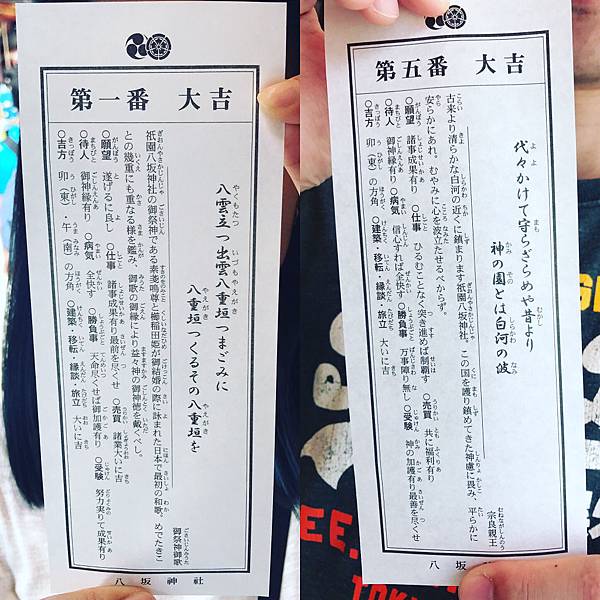 第一番 大吉
八雲立つ出雲八重垣つまごみに
八重垣つくるその八重垣を
御祭神御歌
祇園八坂神社の御祭神である素戔嗚尊と櫛稲田姫が御結婚の際に詠まれた日本で最初の和歌。めでたきこ
との幾重にも重なる様を鑑み、御歌の御縁により益々神の御神徳を戴くべし。
○願望 遂げるに良し ○仕事 諸事成果有り最前を尽くせ ○売買 諸業大いに吉
○待人 御神縁有り ○病気 全快す ○勝負事 天命尽くせば御加護有り ○受験 努力実りて成果有り
○吉方 卯(東)・午(南)の方角 ○建築・移転・縁談・旅立 大いに吉
八坂神社
第五番 大吉
代々かけて守らざらめや昔より
神の園とは白河の波
宗良親王
古来より清らかな白河の近くに鎮まります祇園八坂神社。この国を護り鎮めてきた神慮に畏み、平らかに
安らかにあれ。むやみに心を波立たせるべからず。
○願望 諸事成果有り ○仕事 ひるむことなく突き進めば制覇す ○売買 共に福利有り
○待人 御神縁有り ○病気 信心すれば全快す ○勝負事 万事障り無し ○受験 神の加護有り最善を尽くせ
○吉方 卯(東)の方角 ○建築・移転・縁談・旅立 大いに吉
八坂
EE.
TOK